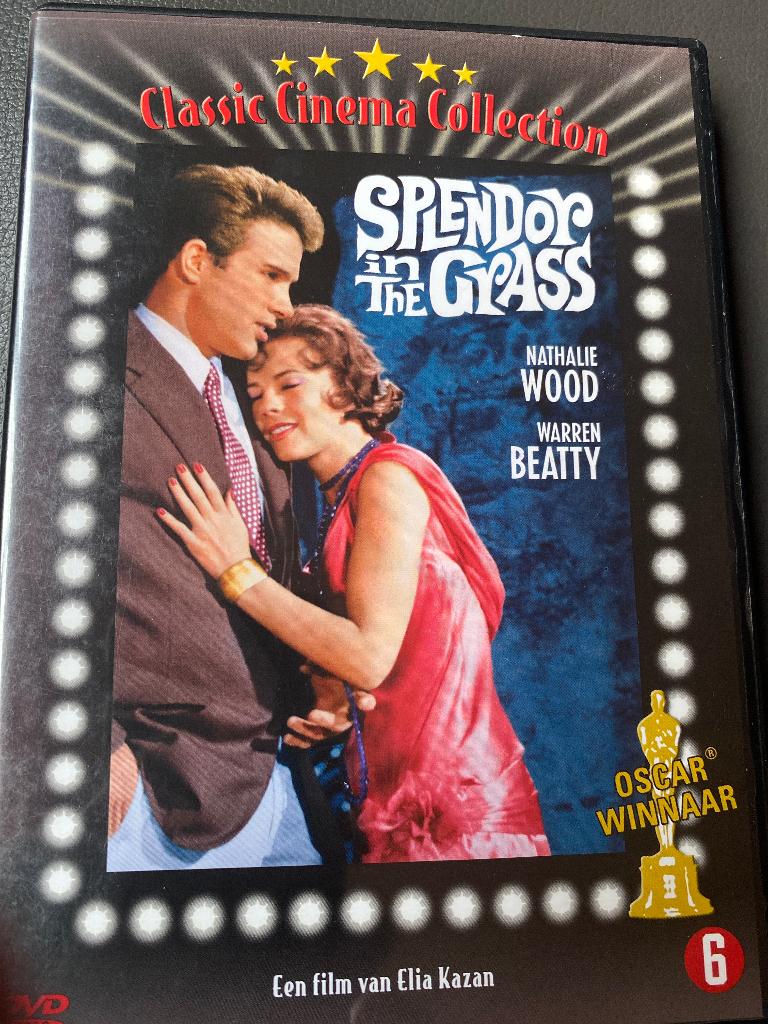 Classic Cinema Collection
SPLENDOR
in
THE GRASS
NATHALIE
WOOD
WARREN
BEATTY
OSCAR®
WINNAAR
6
Een film van Elia Kazan
DVD